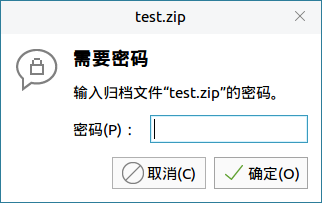 test.zip
需要密码
输入归档文件“test.zip”的密码。
密码(P)：
取消(C)
确定(O)